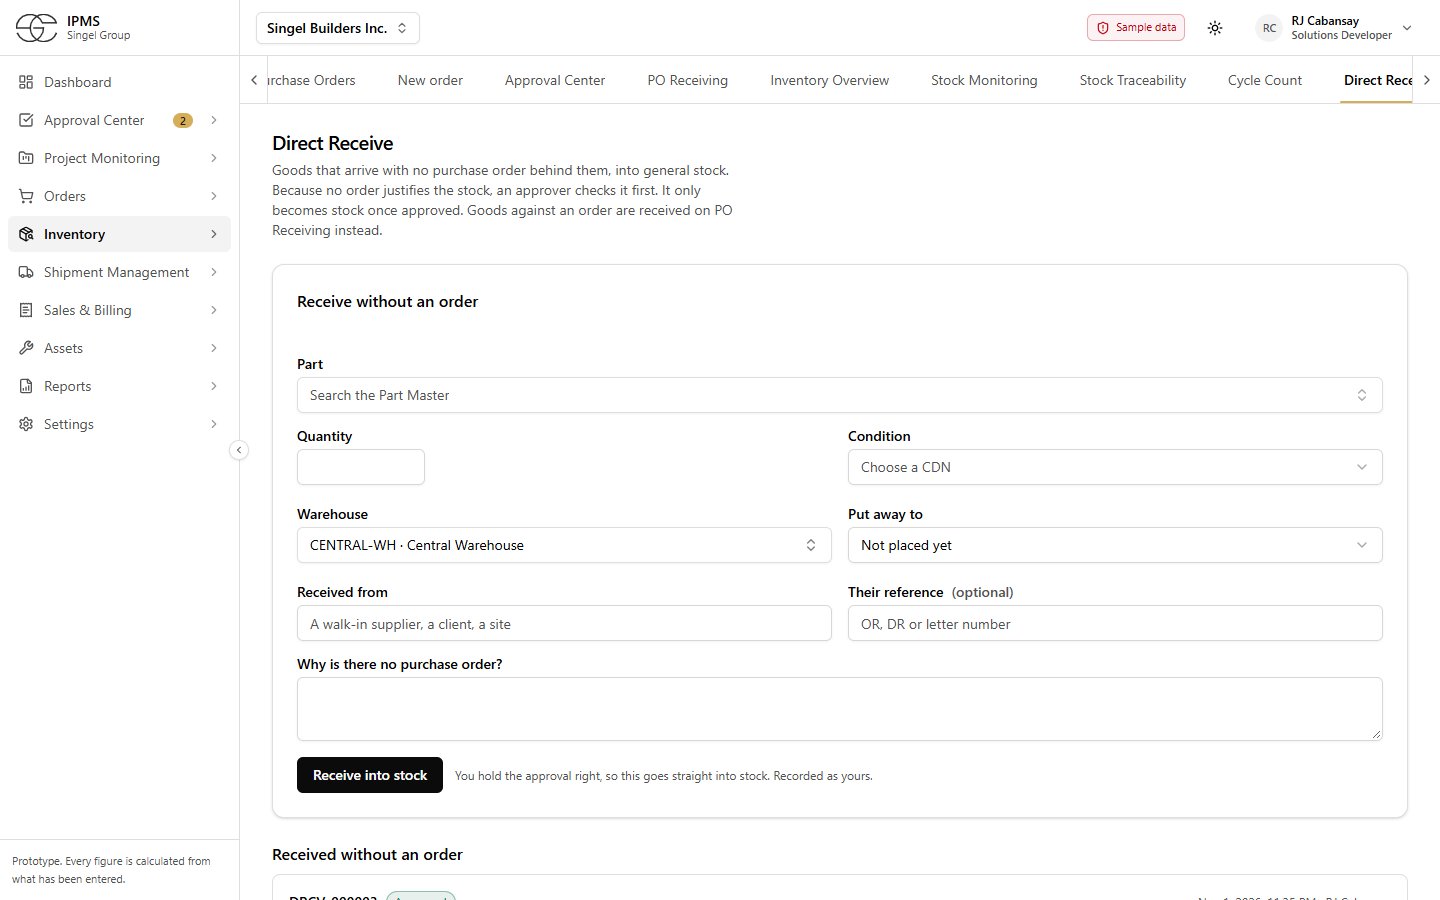 IPMS
Singel Group
Singel Builders Inc.
Sample data
RC
RJ Cabansay
Solutions Developer
Dashboard
Approval Center
2
Project Monitoring
Orders
Inventory
Shipment Management
Sales & Billing
Assets
Reports
Settings
Prototype. Every figure is calculated from
what has been entered.
rchase Orders
New order
Approval Center
PO Receiving
Inventory Overview
Stock Monitoring
Stock Traceability
Cycle Count
Direct Rece
Direct Receive
Goods that arrive with no purchase order behind them, into general stock.
Because no order justifies the stock, an approver checks it first. It only
becomes stock once approved. Goods against an order are received on PO
Receiving instead.
Receive without an order
Part
Search the Part Master
Quantity
Condition
Choose a CDN
Warehouse
CENTRAL-WH · Central Warehouse
Put away to
Not placed yet
Received from
A walk-in supplier, a client, a site
Their reference (optional)
OR, DR or letter number
Why is there no purchase order?
Receive into stock
You hold the approval right, so this goes straight into stock. Recorded as yours.
Received without an order